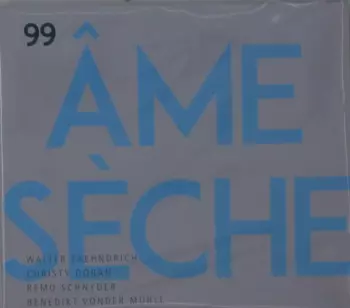 99
ÂME
SÈCHE
WALTER FÄHNDRICH
CHRISTY DORAN
REMO SCHNYDER
BENEDIKT VONDER MÜHLL